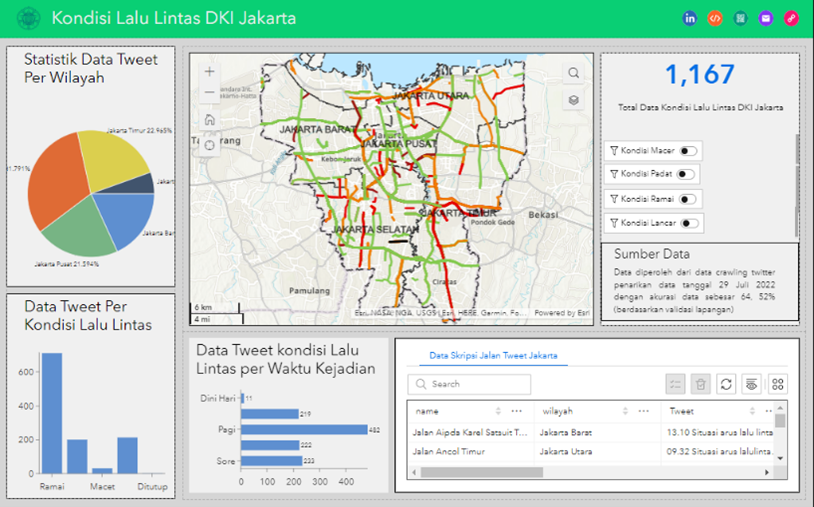 Kondisi Lalu Lintas DKI Jakarta
Statistik Data Tweet
Per Wilayah
Jakarta Timur 22.965%
Jakart
1.791%
Jakarta Bar
Jakarta Pusat 21.594%
Data Tweet Per
Kondisi Lalu Lintas
600
400
200
0
Ramai
Macet
Ditutup
JAKARTA UTARA
JAKARTA BARAT
Jakarta
JAKARTA PUSAT
Tangerang
Kebon Jeruk
JAKARTA TIMUR
Pondok Gede
Bekasi
JAKARTA SELATAN
Pamulang
Ciracas
6 km
4 mi
Esri, NASA, NGA, USGS | Esri, HERE, Garmin, Fo...
Powered by Esri
1,167
Total Data Kondisi Lalu Lintas DKI Jakarta
Kondisi Macer
Kondisi Padat
Kondisi Ramai
Kondisi Lancar
Sumber Data
Data diperoleh dari data crawling twitter
penarikan data tanggal 29 Juli 2022
dengan akurasi data sebesar 64, 52%
(berdasarkan validasi lapangan)
Data Tweet kondisi Lalu
Lintas per Waktu Kejadian
Dini Hari
11
219
Pagi
482
222
Sore
233
0
100
200
300
400
Data Skripsi Jalan Tweet Jakarta
Search
name
wilayah
Tweet
Jalan Aipda Karel Satsuit T...
Jakarta Barat
13.10 Situasi arus lalu linta
Jalan Ancol Timur
Jakarta Utara
09.32 Situasi arus lalulinta.